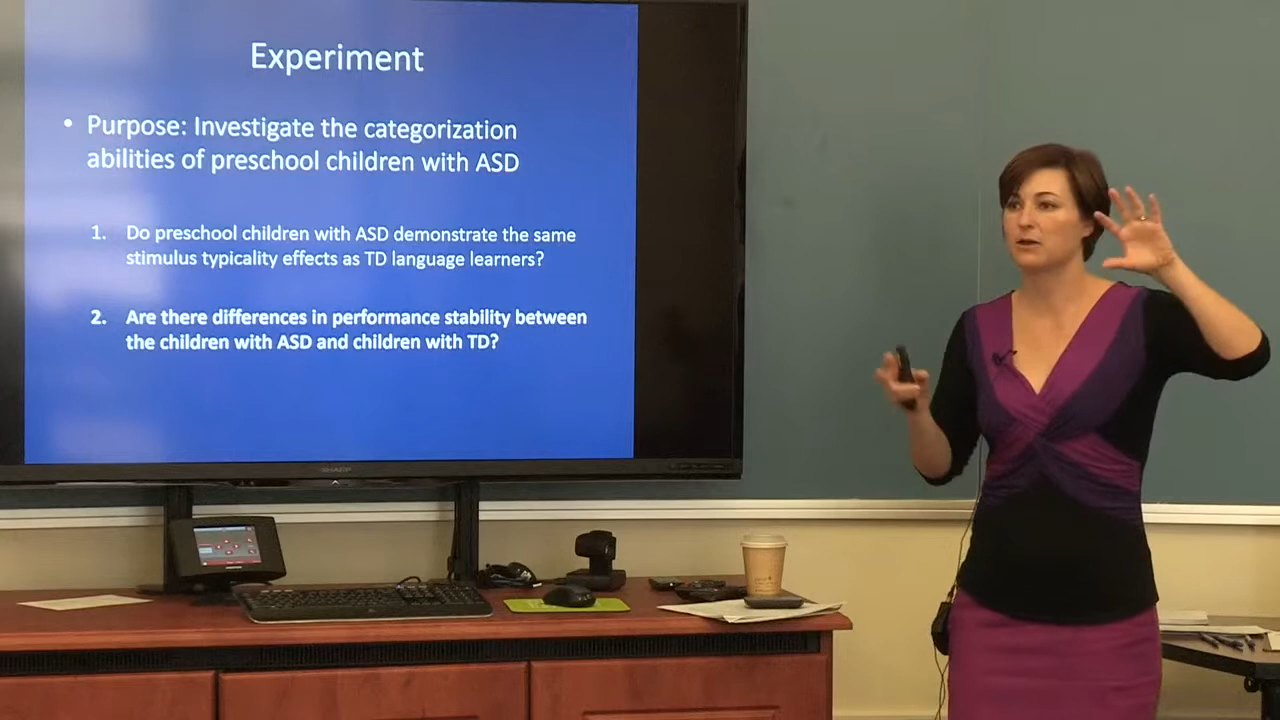 Experiment
• Purpose: Investigate the categorization
abilities of preschool children with ASD
1. Do preschool children with ASD demonstrate the same
stimulus typicality effects as TD language learners?
2. Are there differences in performance stability between
the children with ASD and children with TD?
SHARP